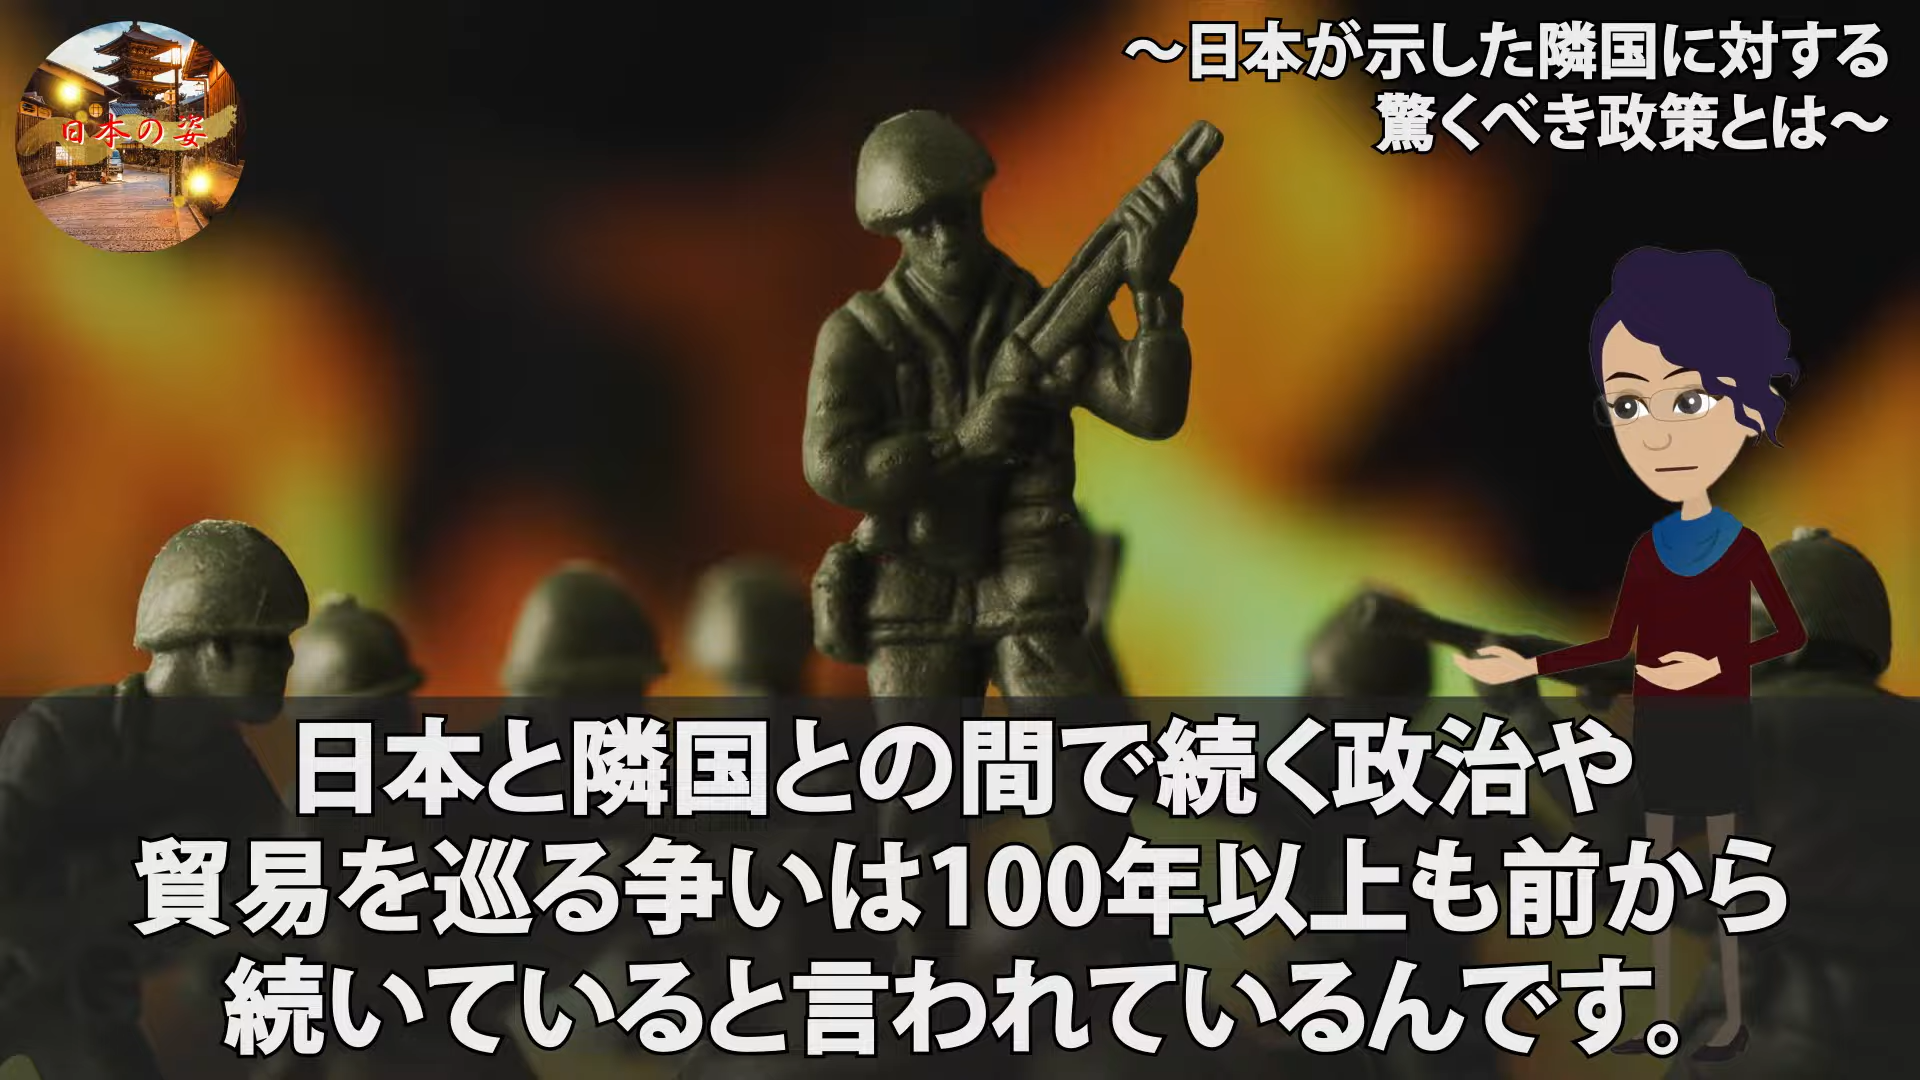 ～日本が示した隣国に対する
驚くべき政策とは～
日本の姿
日本と隣国との間で続く政治や
貿易を巡る争いは100年以上も前から
続いていると言われているんです。